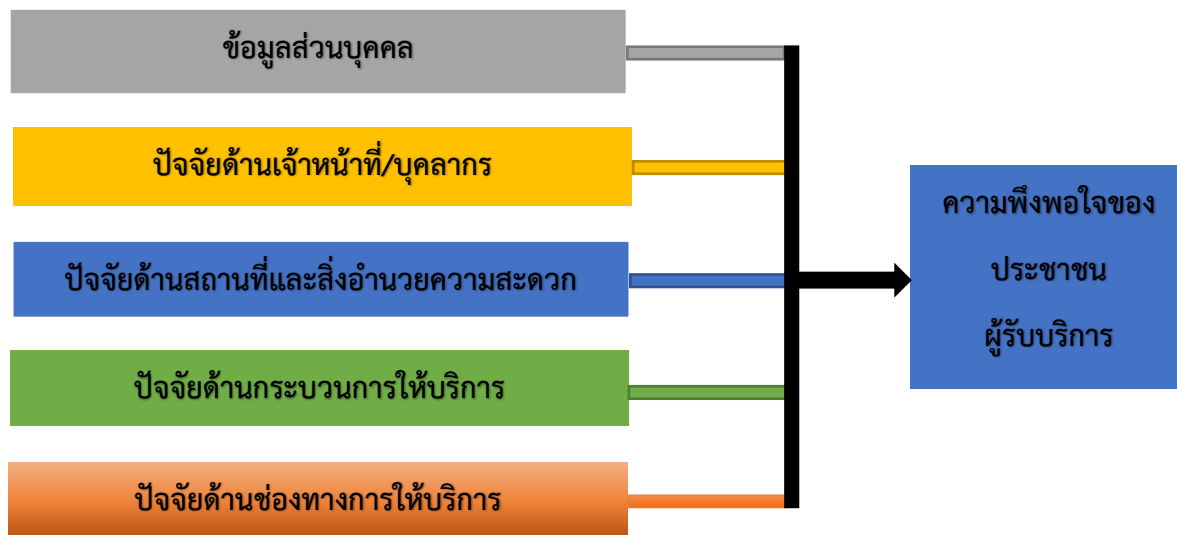 ข้อมูลส่วนบุคคล
ปัจจัยด้านเจ้าหน้าที่/บุคลากร
ปัจจัยด้านสถานที่และสิ่งอำนวยความสะดวก
ปัจจัยด้านกระบวนการให้บริการ
ปัจจัยด้านช่องทางการให้บริการ
ความพึงพอใจของ
ประชาชน
ผู้รับบริการ